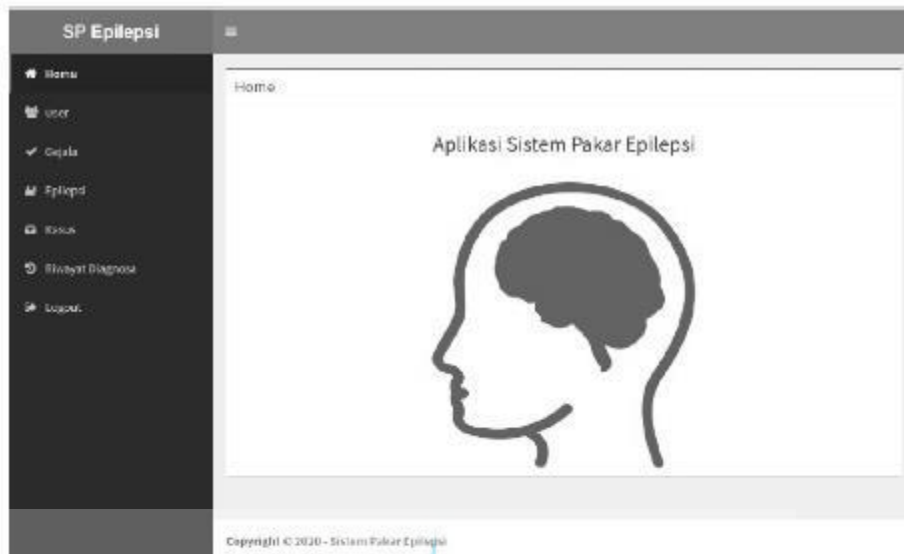 SP Epilepsi
Home
user
Gejala
Epilepsi
Kasus
Riwayat Diagnosa
Logout
Home
Aplikasi Sistem Pakar Epilepsi
Copyright © 2020 - Sistem Pakar Epilepsi